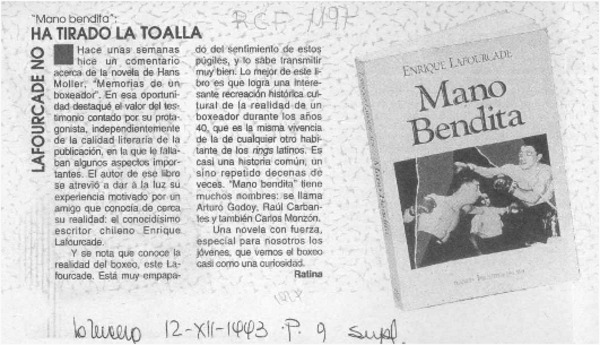 RCF 1197
"Mano bendita":
LAFOURCADE NO
HA TIRADO LA TOALLA
Hace unas semanas
hice un comentario
acerca de la novela de Hans
Moller, "Memorias de un
boxeador". En esa oportuni-
dad destaqué el valor del tes-
timonio contado por su prota-
gonista, independientemente
de la calidad literaria de la
publicación, en la que le falla-
ban algunos aspectos impor-
tantes. El autor de ese libro
se atrevió a dar a la luz su
experiencia motivado por un
amigo que conocía de cerca
su realidad: el conocidísimo
escritor chileno Enrique
Lafourcade.
Y se nota que conoce la
realidad del boxeo, este La-
fourcade. Está muy empapa-
do del sentimiento de estos
púgiles, y lo sabe transmitir
muy bien. Lo mejor de este li-
bro es que logra una intere-
sante recreación histórica cul-
tural de la realidad de un
boxeador durante los años
40, que es la misma vivencia
de la de cualquier otro habi-
tante de los rings latinos. Es
casi una historia común, un
sino repetido decenas de
veces. "Mano bendita" tiene
muchos nombres: se llama
Arturo Godoy, Raúl Carban-
tes y también Carlos Monzón.
Una novela con fuerza,
especial para nosotros los
jóvenes, que vemos el boxeo
casi como una curiosidad.
Ratina
ENRIQUE LAFOURCADE
Mano
Bendita
La Tercera 12-XII-1993 P. 9 supl.